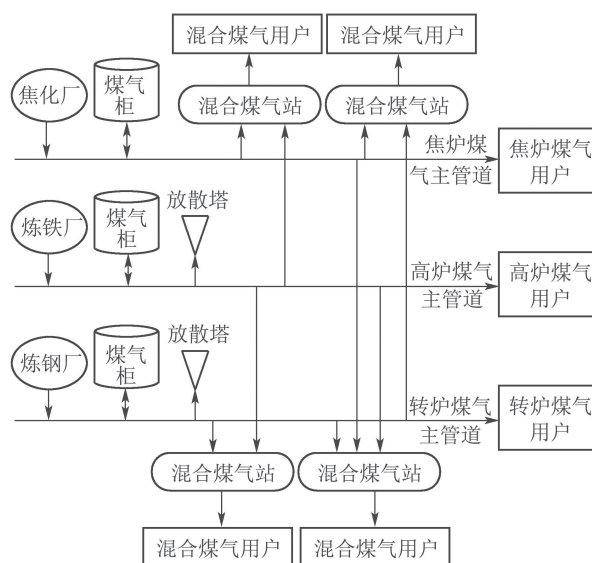 混合煤气用户
混合煤气用户
焦化厂
煤气
柜
混合煤气站
混合煤气站
焦炉煤
气主管道
焦炉煤气
用户
炼铁厂
煤气
柜
放散塔
高炉煤气
主管道
高炉煤气
用户
炼钢厂
煤气
柜
放散塔
转炉煤气
主管道
转炉煤气
用户
混合煤气站
混合煤气站
混合煤气用户
混合煤气用户